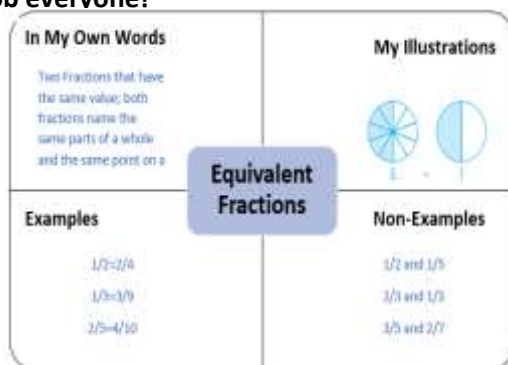 everyone!
In My Own Words
Two Fractions that have
the same value; both
fractions name the
same parts of a whole
and the same point on a
My Illustrations
Equivalent
Fractions
Examples
1/2=2/4
1/3=3/9
2/5=4/10
Non-Examples
1/2 and 1/5
2/3 and 1/3
3/5 and 2/7